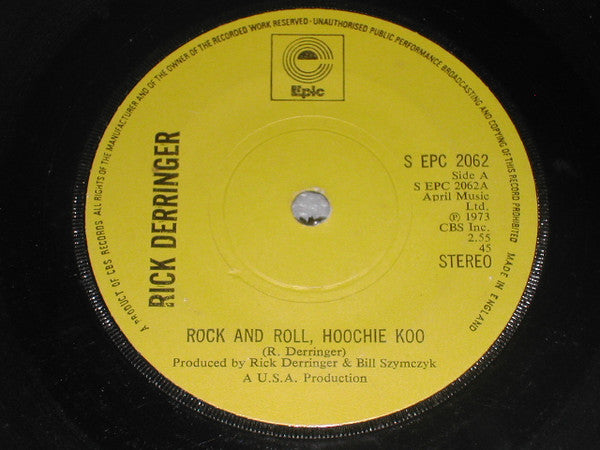 A PRODUCT OF CBS RECORDS ALL RIGHTS OF THE MANUFACTURER AND OF THE OWNER OF THE RECORDED WORK RESERVED-UNAUTHORISED PUBLIC PERFORMANCE BROADCASTING AND COPYING OF THIS RECORD PROHIBITED MADE IN ENGLAND
Epic
RICK DERRINGER
S EPC 2062
Side A
S EPC 2062A
April Music
Ltd.
℗ 1973
CBS Inc.
2.55
45
STEREO
ROCK AND ROLL, HOOCHIE KOO
(R. Derringer)
Produced by Rick Derringer & Bill Szymczyk
A U.S.A. Production